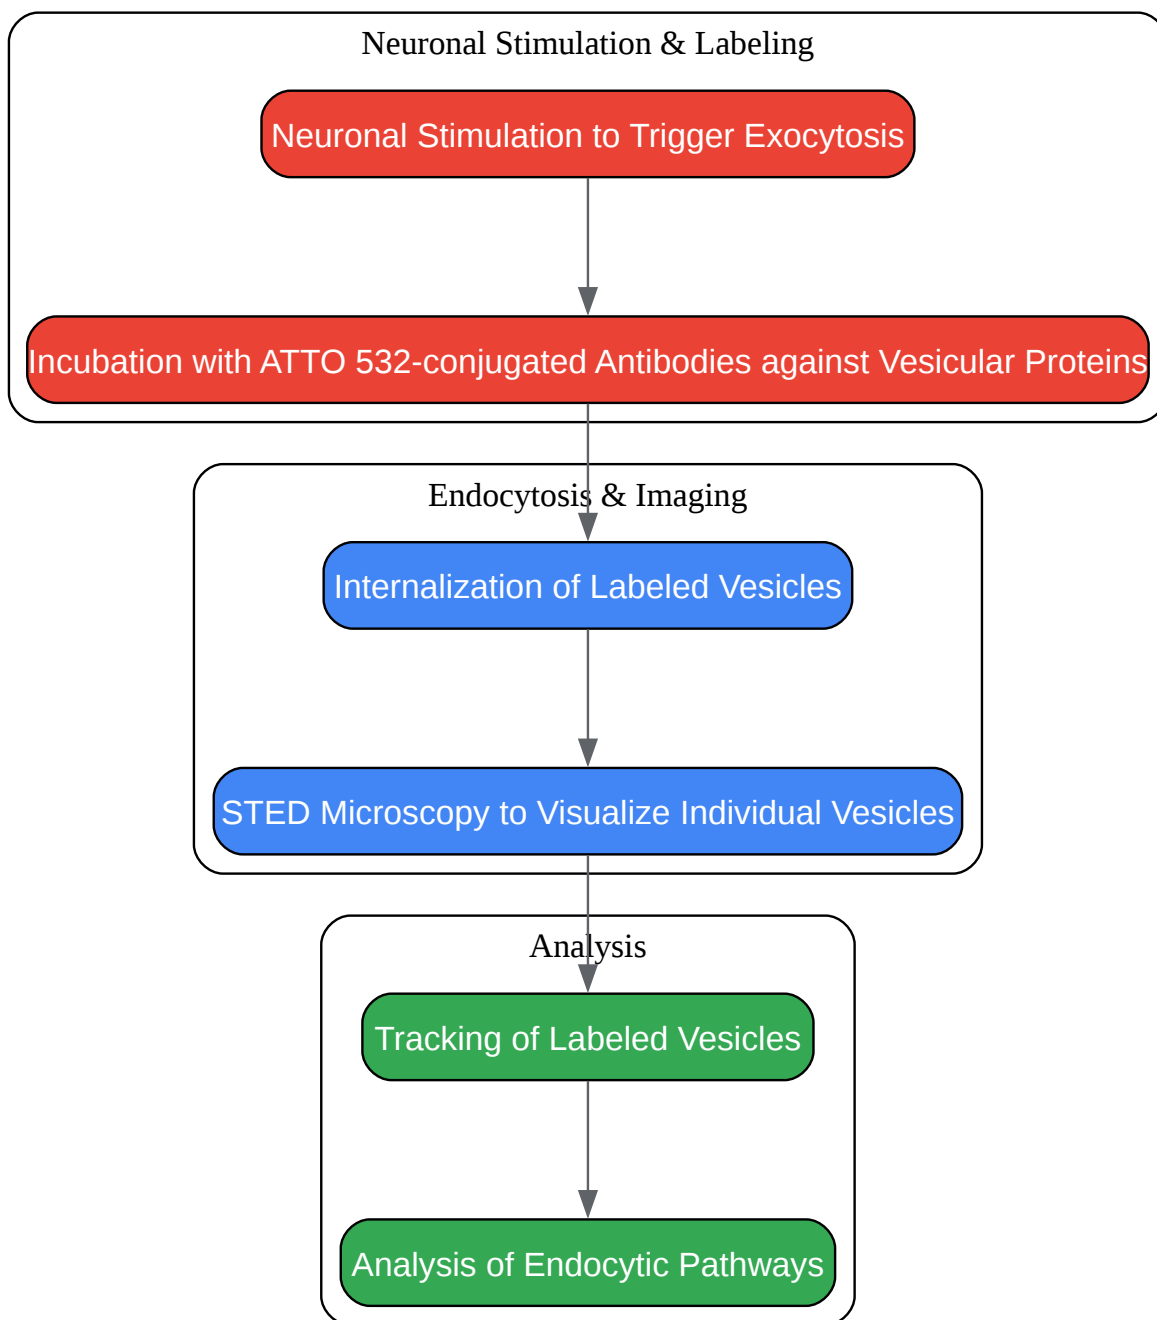 Neuronal Stimulation & Labeling
Neuronal Stimulation to Trigger Exocytosis
Incubation with ATTO 532-conjugated Antibodies against Vesicular Proteins
Endocytosis & Imaging
Internalization of Labeled Vesicles
STED Microscopy to Visualize Individual Vesicles
Analysis
Tracking of Labeled Vesicles
Analysis of Endocytic Pathways